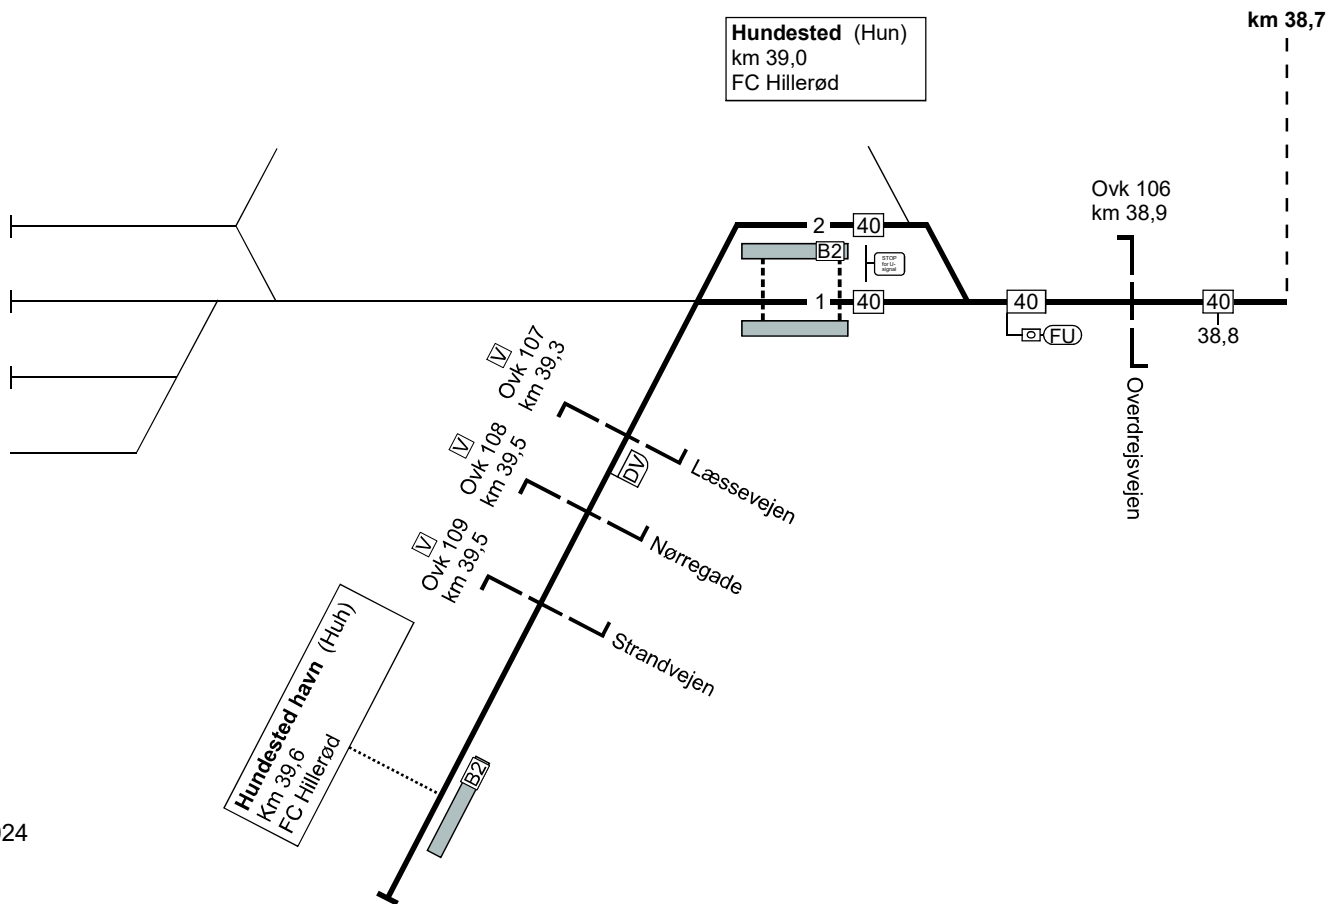 km 38,7
Hundested (Hun)
km 39,0
FC Hillerød
Ovk 106
km 38,9
2
40
B2
STOP
for U-
signal
1
40
40
40
FU
38,8
Overdrejsvejen
V
Ovk 107
km 39,3
V
Ovk 108
km 39,5
V
Ovk 109
km 39,5
DV
Læssevejen
Nørregade
Strandvejen
Hundested havn (Huh)
Km 39,6
FC Hillerød
B2
24